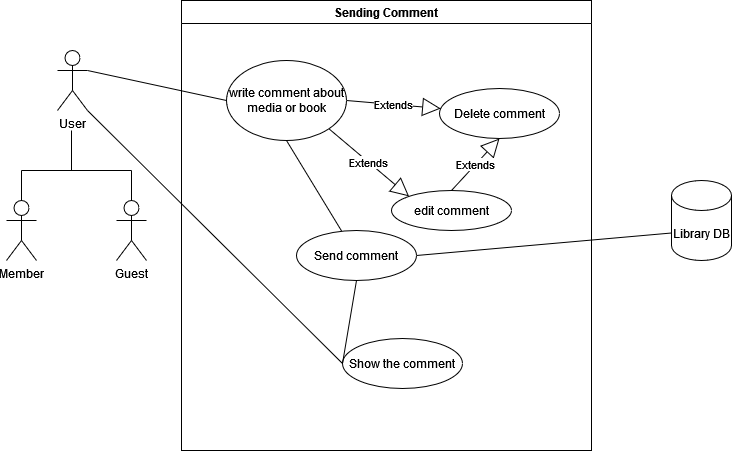 Sending Comment
write comment about
media or book
Extends
Delete comment
User
Extends
Extends
edit comment
Library DB
Send comment
Member
Guest
Show the comment